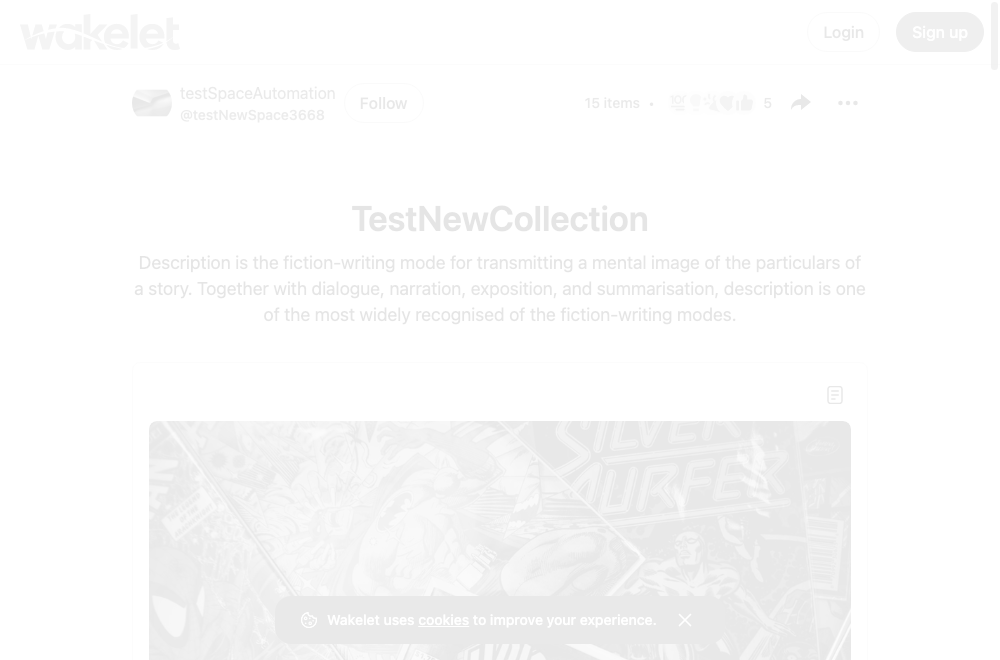 wakelet
Login
Sign up
testSpaceAutomation
@testNewSpace3668
Follow
15 items •
5
TestNewCollection
Description is the fiction-writing mode for transmitting a mental image of the particulars of
a story. Together with dialogue, narration, exposition, and summarisation, description is one
of the most widely recognised of the fiction-writing modes.
SILVER
SURFER
Wakelet uses cookies to improve your experience.